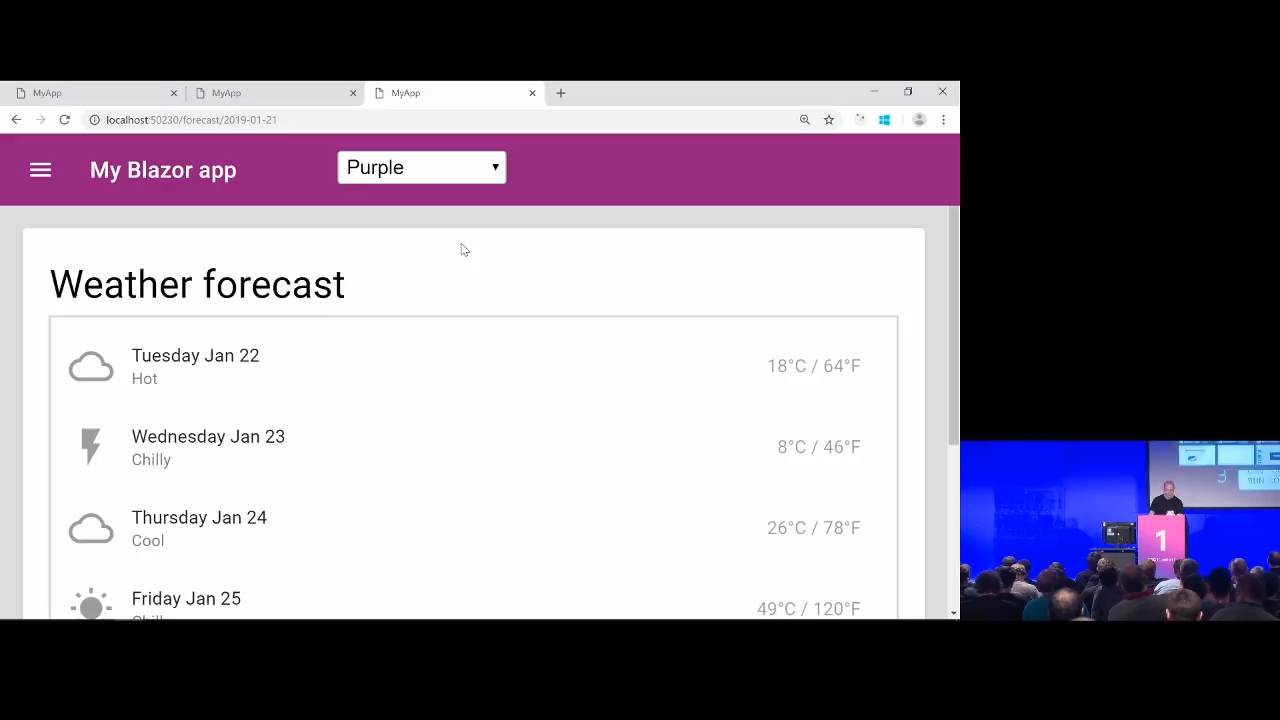 MyApp
MyApp
MyApp
localhost:50230/forecast/2019-01-21
My Blazor app
Purple
Weather forecast
Tuesday Jan 22
Hot
18°C / 64°F
Wednesday Jan 23
Chilly
8°C / 46°F
Thursday Jan 24
Cool
26°C / 78°F
Friday Jan 25
49°C / 120°F
1
RUN